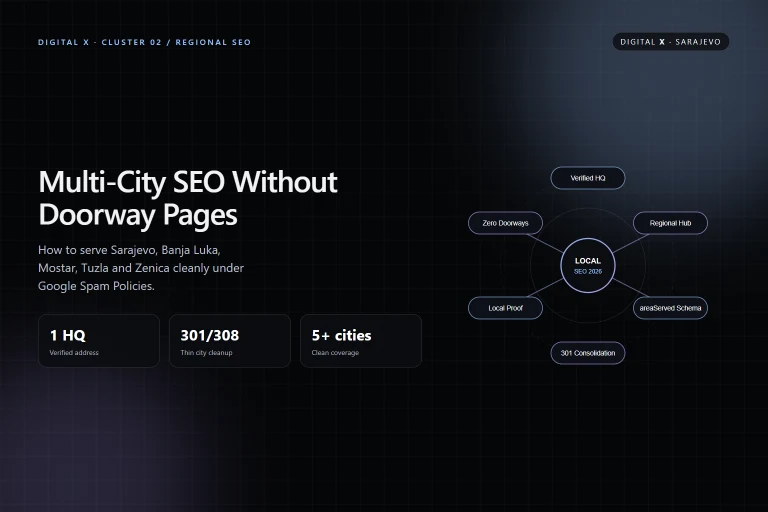 DIGITAL X · CLUSTER 02 / REGIONAL SEO
DIGITAL X · SARAJEVO
Multi-City SEO Without
Doorway Pages
How to serve Sarajevo, Banja Luka,
Mostar, Tuzla and Zenica cleanly under
Google Spam Policies.
1 HQ
Verified address
301/308
Thin city cleanup
5+ cities
Clean coverage
Verified HQ
Zero Doorways
Regional Hub
LOCAL
SEO 2026
Local Proof
areaServed Schema
301 Consolidation